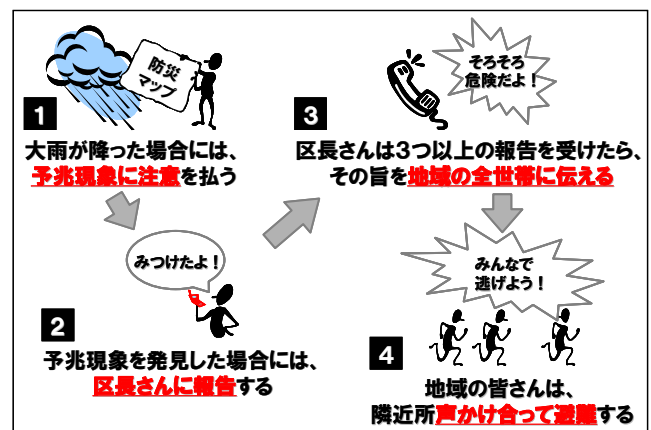 防災
マップ
1
大雨が降った場合には、
予兆現象に注意を払う
みつけたよ！
2
予兆現象を発見した場合には、
区長さんに報告する
そろそろ
危険だよ！
3
区長さんは3つ以上の報告を受けたら、
その旨を地域の全世帯に伝える
みんなで
逃げよう！
4
地域の皆さんは、
隣近所声かけ合って避難する